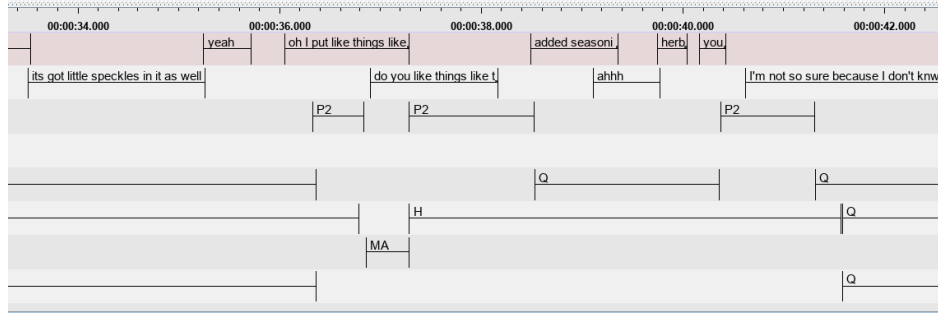 00:00:34.000 00:00:36.000 00:00:38.000 00:00:40.000 00:00:42.000
yeah oh I put like things like, added seasoni, herb, you,
its got little speckles in it as well do you like things like t, ahhh I'm not so sure because I don't knw
P2 P2 P2
Q Q
H Q
MA
Q